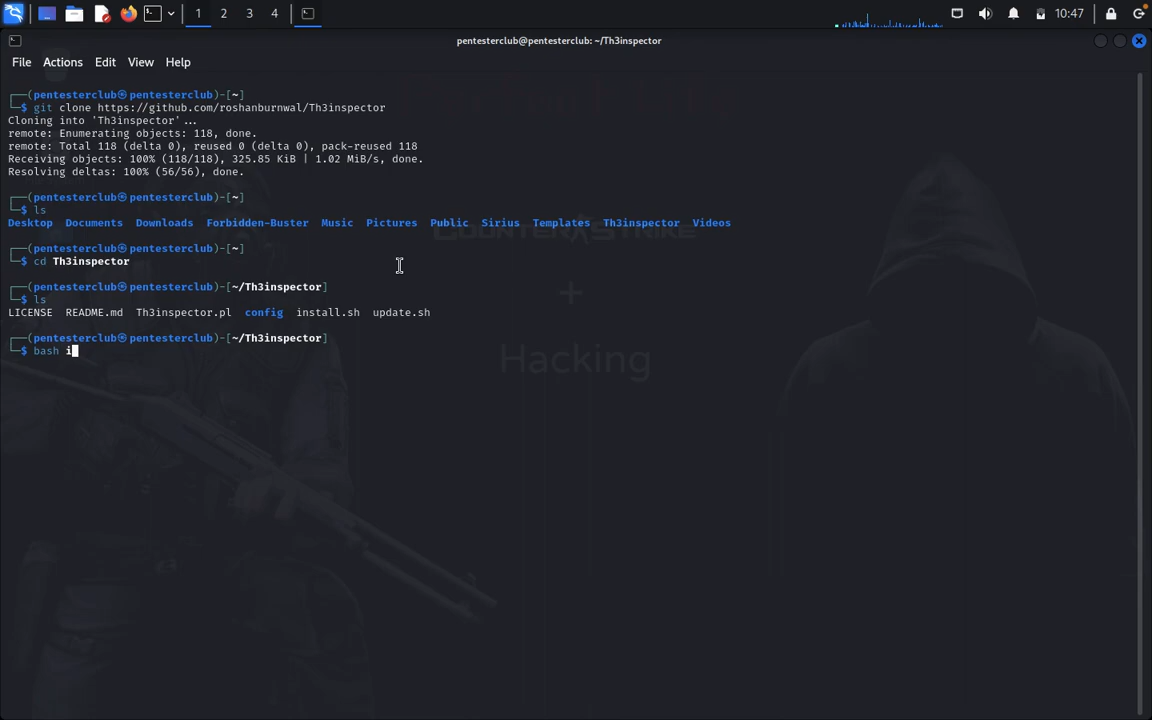 1 2 3 4 10:47
pentesterclub@pentesterclub: ~/Th3inspector
File Actions Edit View Help
┌──(pentesterclub㉿pentesterclub)-[~]
└─$ git clone https://github.com/roshanburnwal/Th3inspector
Cloning into 'Th3inspector'...
remote: Enumerating objects: 118, done.
remote: Total 118 (delta 0), reused 0 (delta 0), pack-reused 118
Receiving objects: 100% (118/118), 325.85 KiB | 1.02 MiB/s, done.
Resolving deltas: 100% (56/56), done.
┌──(pentesterclub㉿pentesterclub)-[~]
└─$ ls
Desktop Documents Downloads Forbidden-Buster Music Pictures Public Sirius Templates Th3inspector Videos
┌──(pentesterclub㉿pentesterclub)-[~]
└─$ cd Th3inspector
┌──(pentesterclub㉿pentesterclub)-[~/Th3inspector]
└─$ ls
LICENSE README.md Th3inspector.pl config install.sh update.sh
┌──(pentesterclub㉿pentesterclub)-[~/Th3inspector]
└─$ bash i
COUNTER STRIKE
+
Hacking